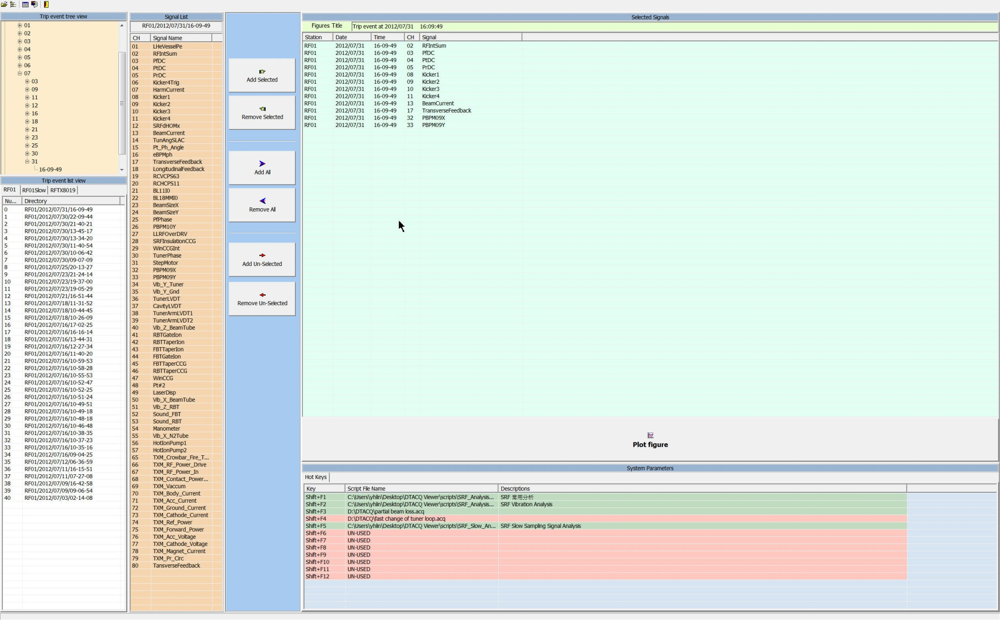 Trip event tree view
01
02
03
04
05
06
07
03
09
11
12
16
18
21
23
25
30
31
16-09-49
Trip event list view
RF01 RF01Slow RFTX8019
Nu... Directory
0 RF01/2012/07/31/16-09-49
1 RF01/2012/07/30/22-09-44
2 RF01/2012/07/30/21-40-21
3 RF01/2012/07/30/13-45-17
4 RF01/2012/07/30/13-34-20
5 RF01/2012/07/30/11-40-54
6 RF01/2012/07/30/10-06-42
7 RF01/2012/07/30/09-07-09
8 RF01/2012/07/25/20-13-27
9 RF01/2012/07/23/21-24-14
10 RF01/2012/07/23/19-37-00
11 RF01/2012/07/23/19-05-29
12 RF01/2012/07/21/16-51-44
13 RF01/2012/07/18/11-31-52
14 RF01/2012/07/18/10-44-45
15 RF01/2012/07/18/10-26-09
16 RF01/2012/07/16/17-02-25
17 RF01/2012/07/16/16-16-14
18 RF01/2012/07/16/13-44-31
19 RF01/2012/07/16/12-27-34
20 RF01/2012/07/16/11-40-20
21 RF01/2012/07/16/10-59-53
22 RF01/2012/07/16/10-58-28
23 RF01/2012/07/16/10-55-53
24 RF01/2012/07/16/10-52-47
25 RF01/2012/07/16/10-52-25
26 RF01/2012/07/16/10-51-24
27 RF01/2012/07/16/10-49-51
28 RF01/2012/07/16/10-49-18
29 RF01/2012/07/16/10-48-18
30 RF01/2012/07/16/10-46-48
31 RF01/2012/07/16/10-38-35
32 RF01/2012/07/16/10-37-23
33 RF01/2012/07/16/10-35-16
34 RF01/2012/07/16/09-04-25
35 RF01/2012/07/12/06-36-59
36 RF01/2012/07/11/16-15-51
37 RF01/2012/07/11/07-27-08
38 RF01/2012/07/09/16-42-58
39 RF01/2012/07/09/09-06-54
40 RF01/2012/07/03/02-14-08
Signal List
RF01/2012/07/31/16-09-49
CH Signal Name
01 LHeVesselPe
02 RFIntSum
03 PfDC
04 PtDC
05 PrDC
06 Kicker4Trig
07 HarmCurrent
08 Kicker1
09 Kicker2
10 Kicker3
11 Kicker4
12 SRFdHOMx
13 BeamCurrent
14 TunAngSLAC
15 Pt_Ph_Angle
16 eBPMph
17 TransverseFeedback
18 LongitudinalFeedback
19 RCVCPS63
20 RCHCPS11
21 BL11I0
22 BL18MMI0
23 BeamSizeX
24 BeamSizeY
25 PfPhase
26 PBPM10Y
27 LLRFOverDRV
28 SRFInsulationCCG
29 WinCCGInt
30 TunerPhase
31 StepMotor
32 PBPM09X
33 PBPM09Y
34 Vib_Y_Tuner
35 Vib_Y_Gnd
36 TunerLVDT
37 CavityLVDT
38 TunerArmLVDT1
39 TunerArmLVDT2
40 Vib_Z_BeamTube
41 RBTGateIon
42 RBTTaperIon
43 FBTTaperIon
44 FBTGateIon
45 FBTTaperCCG
46 RBTTaperCCG
47 WinCCG
48 Pt#2
49 LaserDisp
50 Vib_X_BeamTube
51 Vib_Z_RBT
52 Sound_FBT
53 Sound_RBT
54 Manometer
55 Vib_X_N2Tube
56 HotIonPump1
57 HotIonPump2
65 TXM_Crowbar_Fire_T...
66 TXM_RF_Power_Drive
67 TXM_RF_Power_In
68 TXM_Contact_Power...
69 TXM_Vaccum
70 TXM_Body_Current
71 TXM_Acc_Current
72 TXM_Ground_Current
73 TXM_Cathode_Current
74 TXM_Ref_Power
75 TXM_Forward_Power
76 TXM_Acc_Voltage
77 TXM_Cathode_Voltage
78 TXM_Magnet_Current
79 TXM_Pr_Circ
80 TansverseFeedback
Add Selected
Remove Selected
Add All
Remove All
Add Un-Selected
Remove Un-Selected
Selected Signals
Figures Title Trip event at 2012/07/31 16:09:49
Station Date Time CH Signal
RF01 2012/07/31 16-09-49 02 RFIntSum
RF01 2012/07/31 16-09-49 03 PfDC
RF01 2012/07/31 16-09-49 04 PtDC
RF01 2012/07/31 16-09-49 05 PrDC
RF01 2012/07/31 16-09-49 08 Kicker1
RF01 2012/07/31 16-09-49 09 Kicker2
RF01 2012/07/31 16-09-49 10 Kicker3
RF01 2012/07/31 16-09-49 11 Kicker4
RF01 2012/07/31 16-09-49 13 BeamCurrent
RF01 2012/07/31 16-09-49 17 TransverseFeedback
RF01 2012/07/31 16-09-49 32 PBPM09X
RF01 2012/07/31 16-09-49 33 PBPM09Y
Plot figure
System Parameters
Hot Keys
Key Script File Name Descriptions
Shift+F1 C:\Users\yhlin\Desktop\DTACQ Viewer\scripts\SRF_Analysis... SRF 常用分析
Shift+F2 C:\Users\yhlin\Desktop\DTACQ Viewer\scripts\SRF_Analysis... SRF Vibration Analysis
Shift+F3 D:\DTACQ\partial beam loss.acq
Shift+F4 D:\DTACQ\fast change of tuner loop.acq
Shift+F5 C:\Users\yhlin\Desktop\DTACQ Viewer\scripts\SRF_Slow_An... SRF Slow Sampling Signal Analysis
Shift+F6 UN-USED
Shift+F7 UN-USED
Shift+F8 UN-USED
Shift+F9 UN-USED
Shift+F10 UN-USED
Shift+F11 UN-USED
Shift+F12 UN-USED